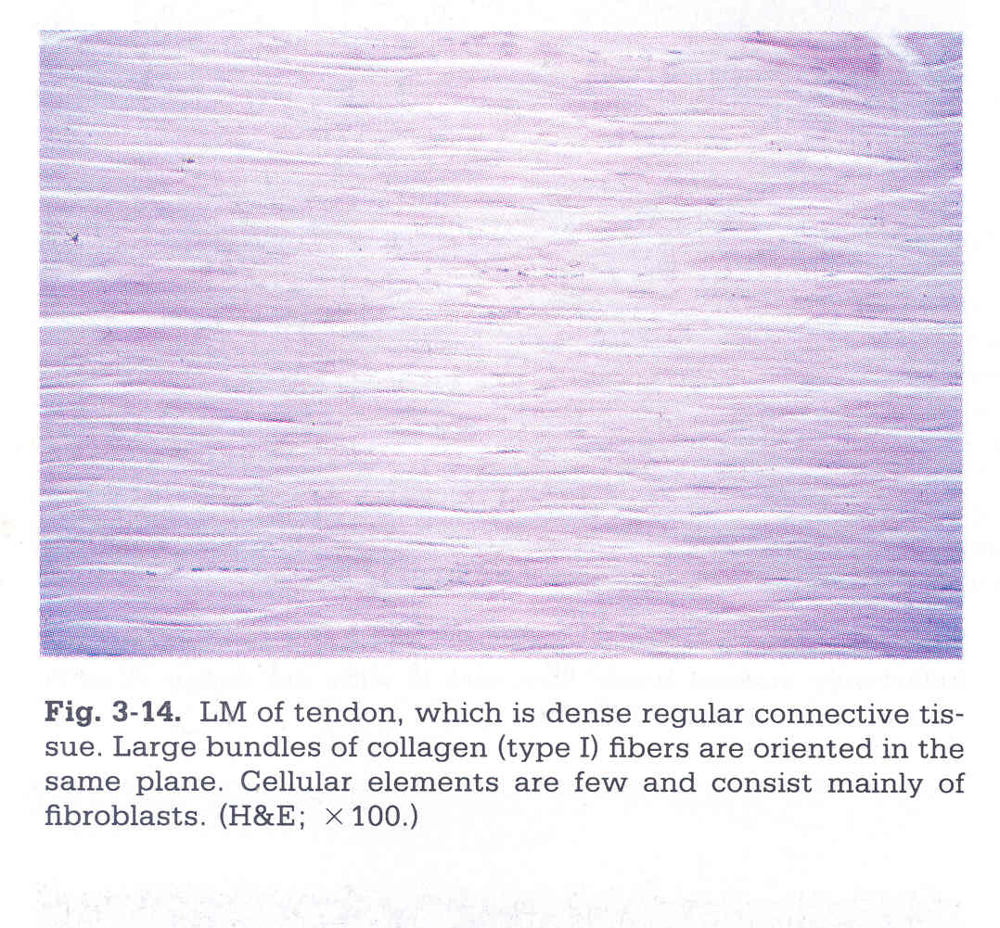 Fig. 3-14. LM of tendon, which is dense regular connective tis-
sue. Large bundles of collagen (type I) fibers are oriented in the
same plane. Cellular elements are few and consist mainly of
fibroblasts. (H&E; ×100.)